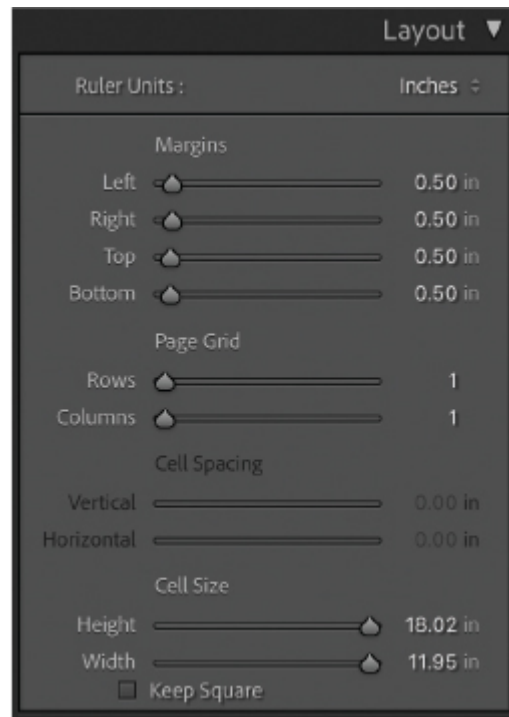 Layout ▼
Ruler Units : Inches
Margins
Left 0.50 in
Right 0.50 in
Top 0.50 in
Bottom 0.50 in
Page Grid
Rows 1
Columns 1
Cell Spacing
Vertical 0.00 in
Horizontal 0.00 in
Cell Size
Height 18.02 in
Width 11.95 in
Keep Square